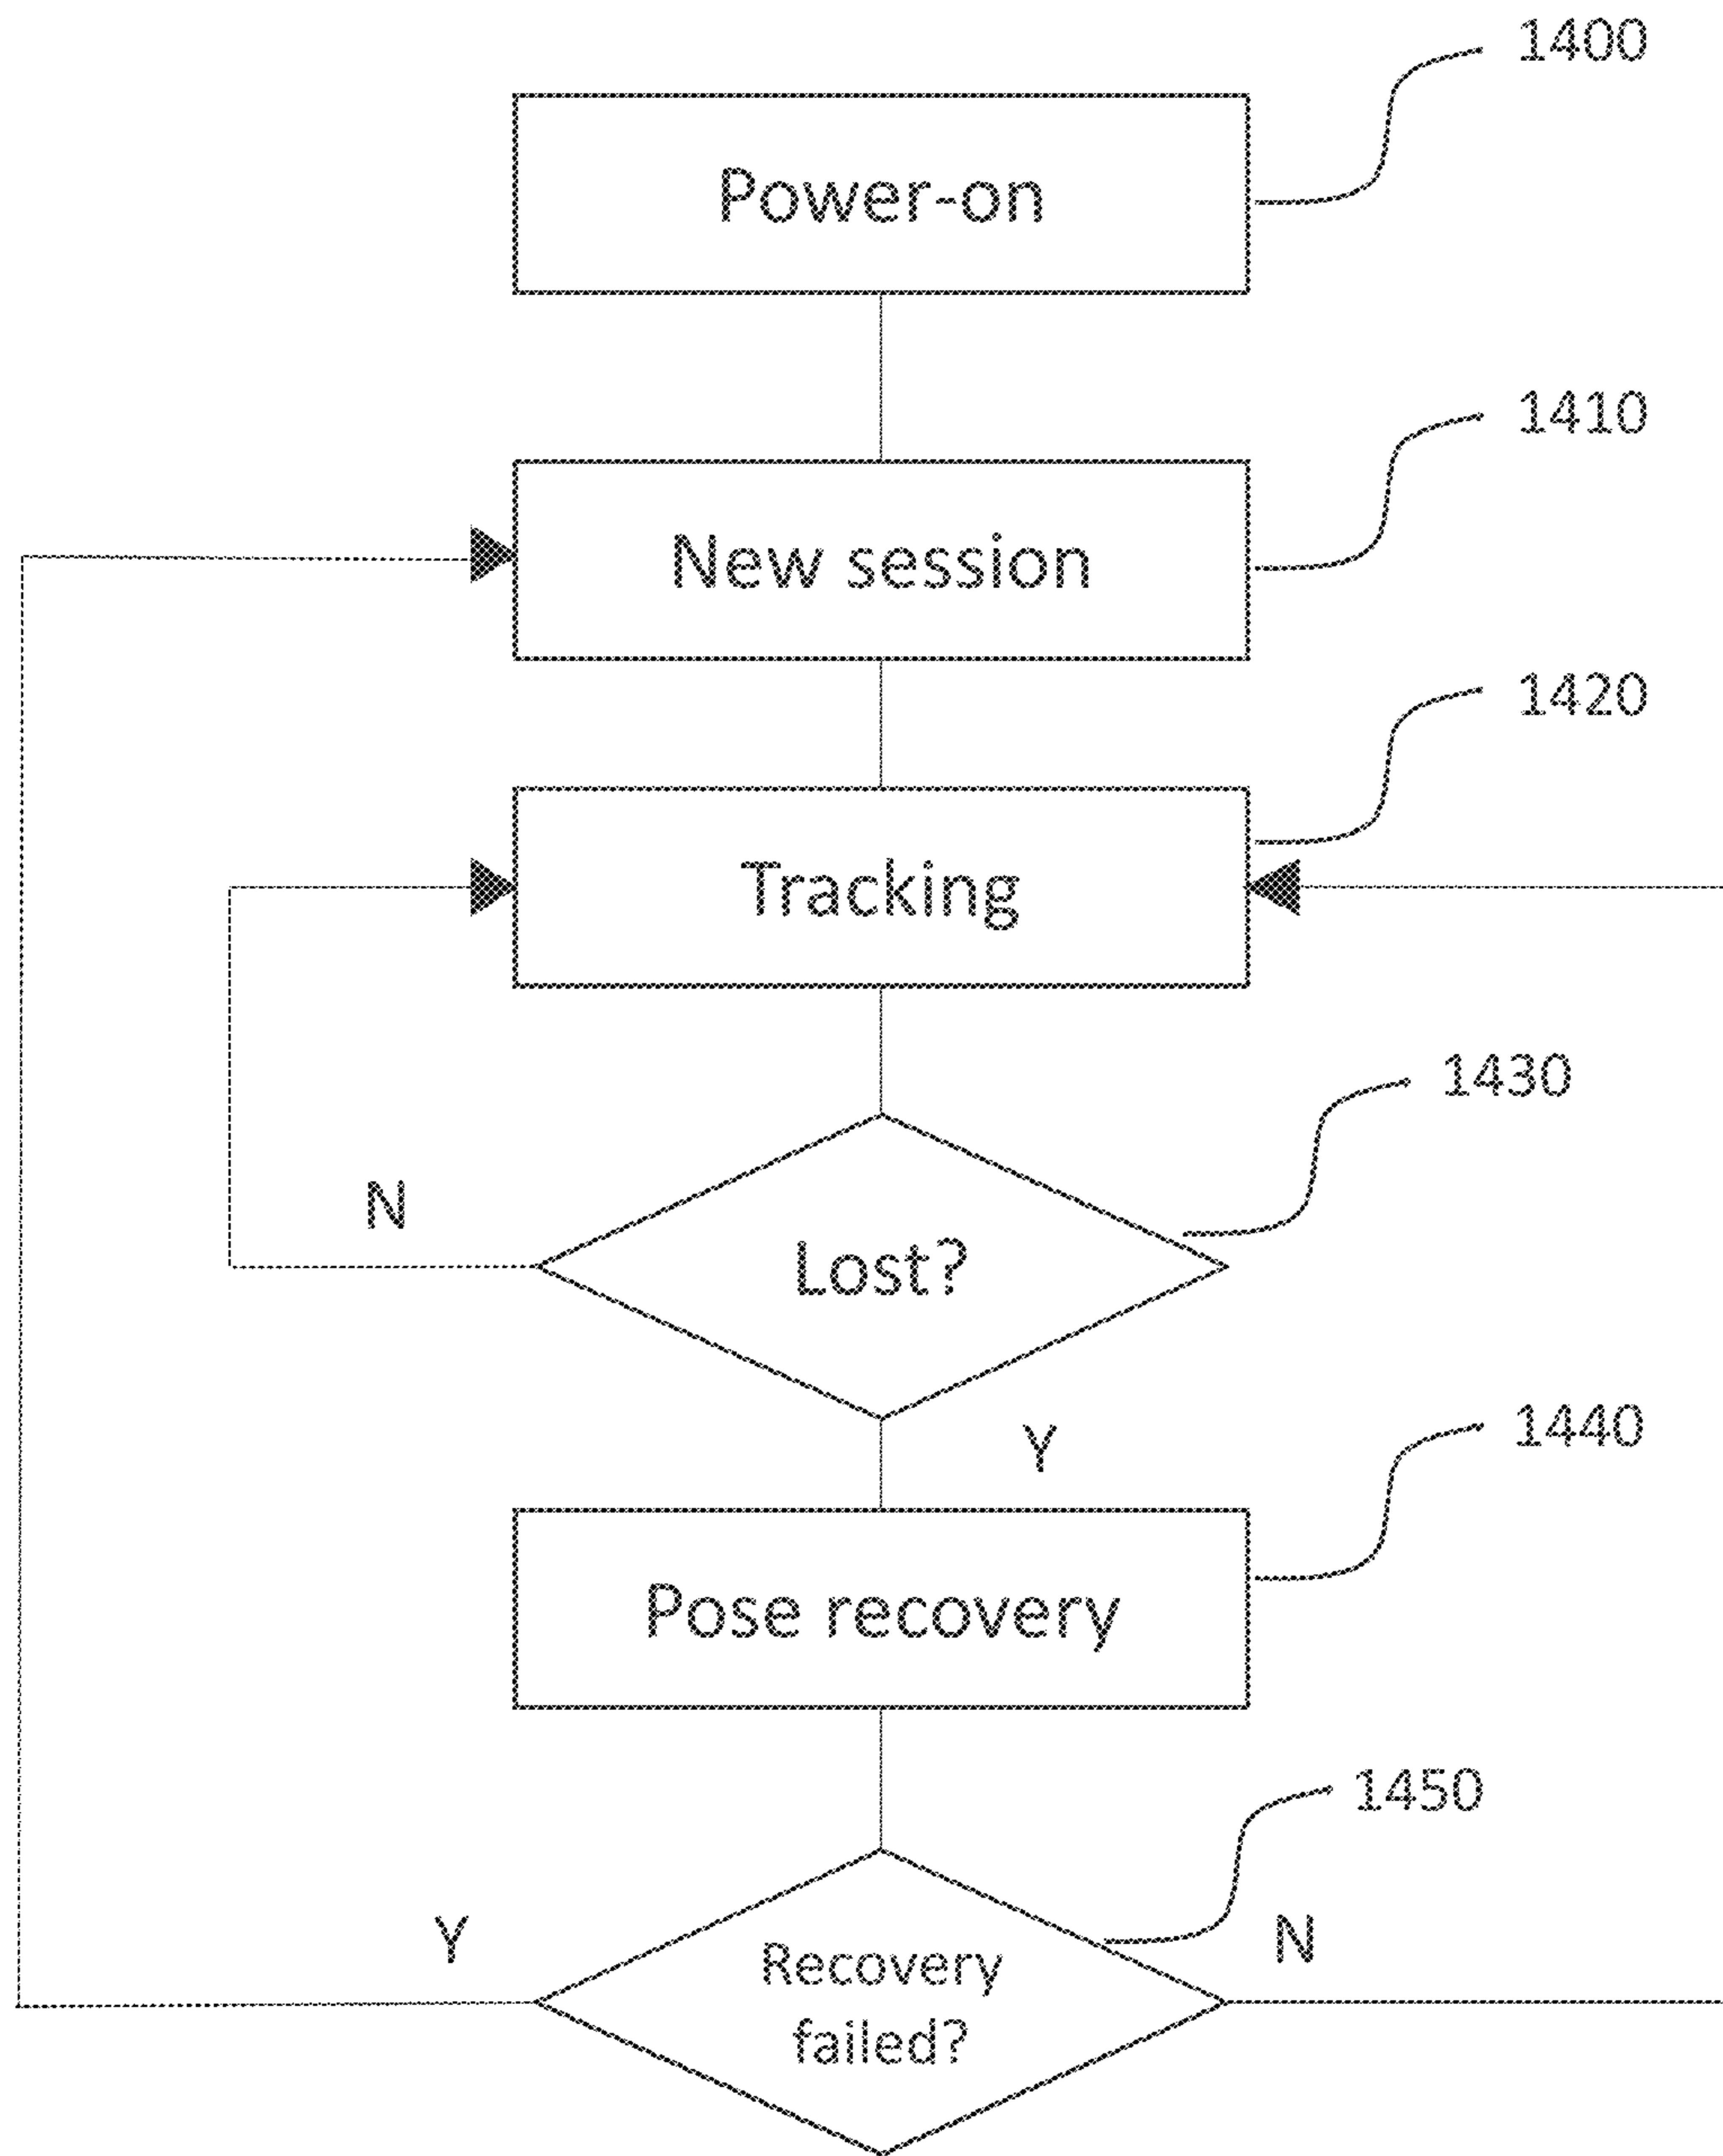 1400
Power-on
1410
New session
1420
Tracking
1430
N
Lost?
Y
1440
Pose recovery
1450
Y
N
Recovery
failed?